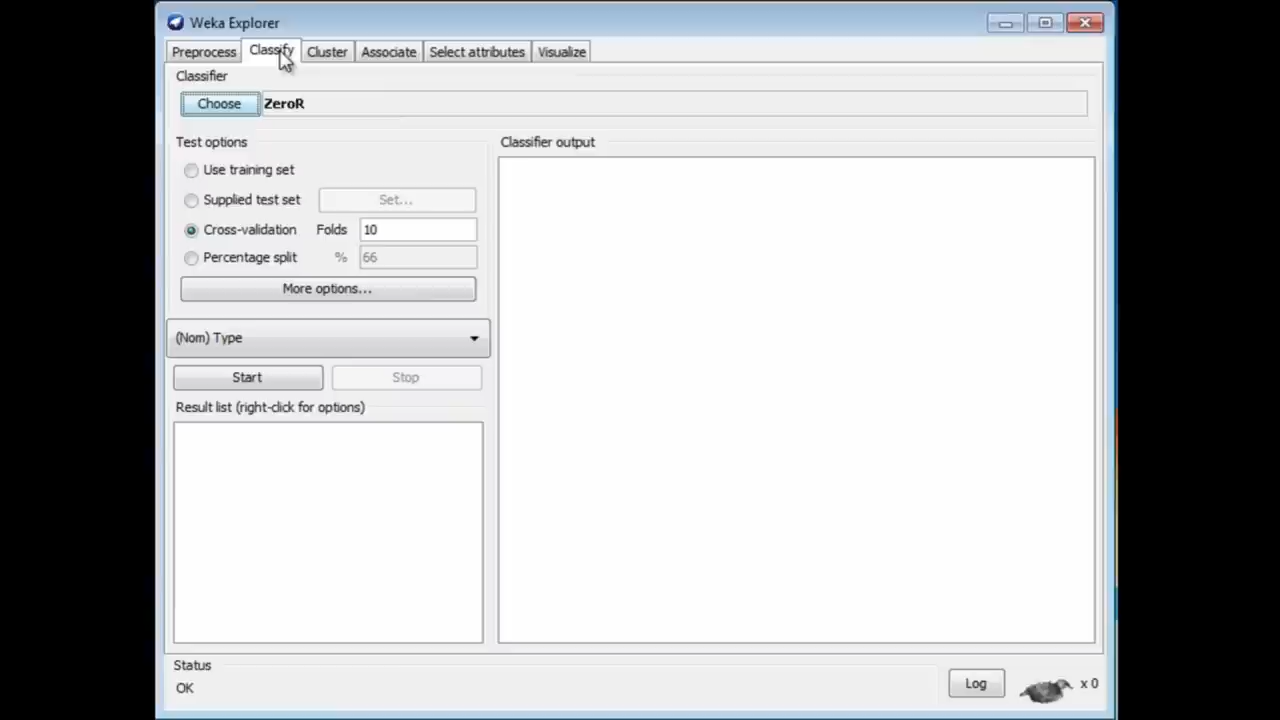 Weka Explorer
Preprocess Classify Cluster Associate Select attributes Visualize
Classifier
Choose ZeroR
Test options
Use training set
Supplied test set Set...
Cross-validation Folds 10
Percentage split % 66
More options...
(Nom) Type
Start Stop
Result list (right-click for options)
Classifier output
Status
OK
Log x 0